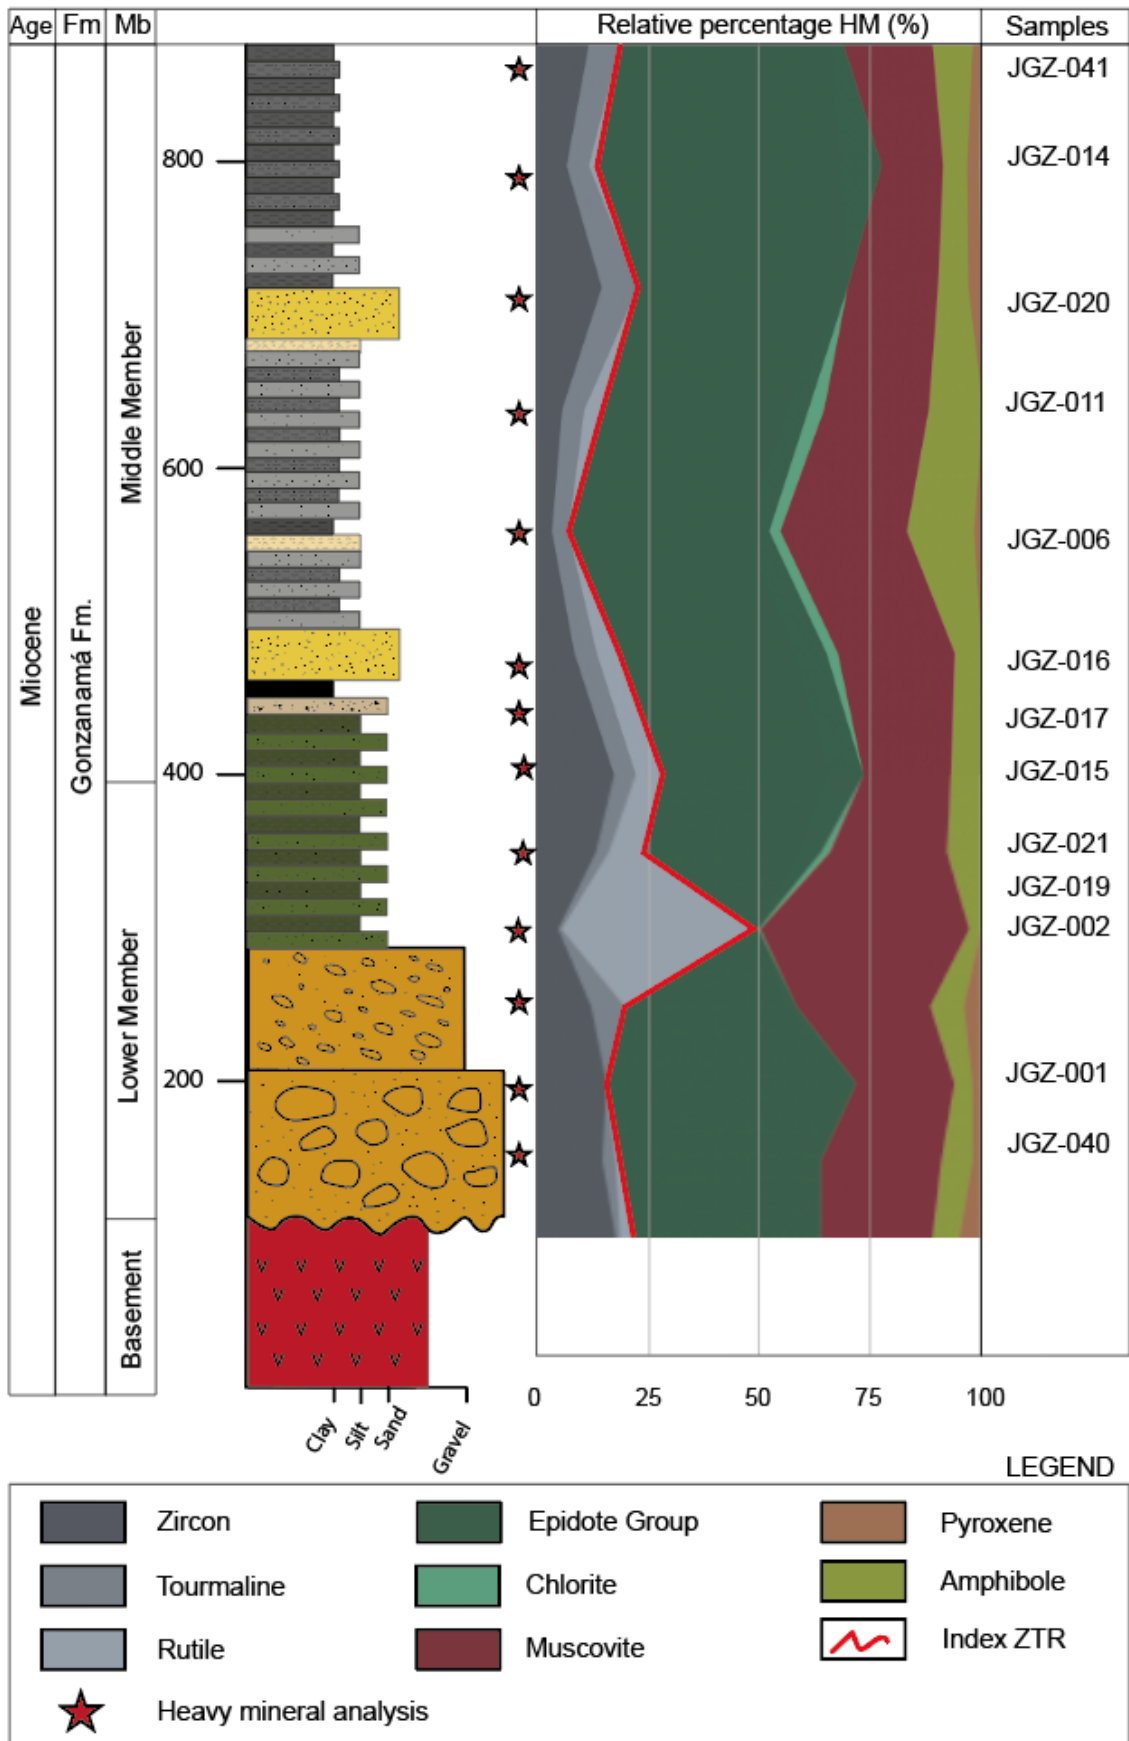 Age Fm Mb Relative percentage HM (%) Samples
JGZ-041
800 JGZ-014
JGZ-020
Middle Member
JGZ-011
600
JGZ-006
Miocene
Gonzanamá Fm.
JGZ-016
JGZ-017
400 JGZ-015
JGZ-021
JGZ-019
JGZ-002
Lower Member
200 JGZ-001
JGZ-040
Basement
0 25 50 75 100
Clay Silt Sand Gravel
LEGEND
Zircon Epidote Group Pyroxene
Tourmaline Chlorite Amphibole
Rutile Muscovite Index ZTR
Heavy mineral analysis